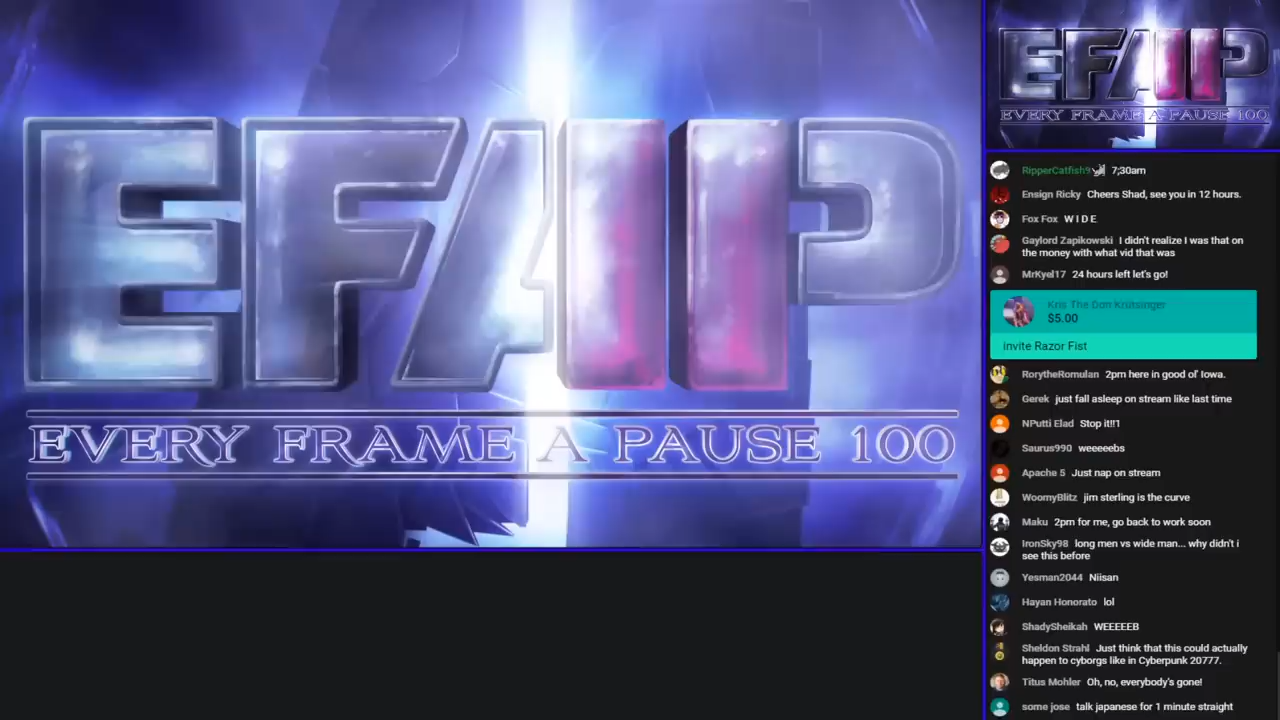 EFAIIP
EVERY FRAME A PAUSE 100
EFAIIP
EVERY FRAME A PAUSE 100
RipperCatfish9 7;30am
Ensign Ricky Cheers Shad, see you in 12 hours.
Fox Fox W I D E
Gaylord Zapikowski I didn't realize I was that on
the money with what vid that was
MrKyel17 24 hours left let's go!
Kris The Don Knutsinger
$5.00
invite Razor Fist
RorytheRomulan 2pm here in good ol' Iowa.
Gerek just fall asleep on stream like last time
NPutti Elad Stop it!!1
Saurus990 weeeeebs
Apache 5 Just nap on stream
WoomyBlitz jim sterling is the curve
Maku 2pm for me, go back to work soon
IronSky98 long men vs wide man... why didn't i
see this before
Yesman2044 Niisan
Hayan Honorato lol
ShadySheikah WEEEEEB
Sheldon Strahl Just think that this could actually
happen to cyborgs like in Cyberpunk 20777.
Titus Mohler Oh, no, everybody's gone!
some jose talk japanese for 1 minute straight